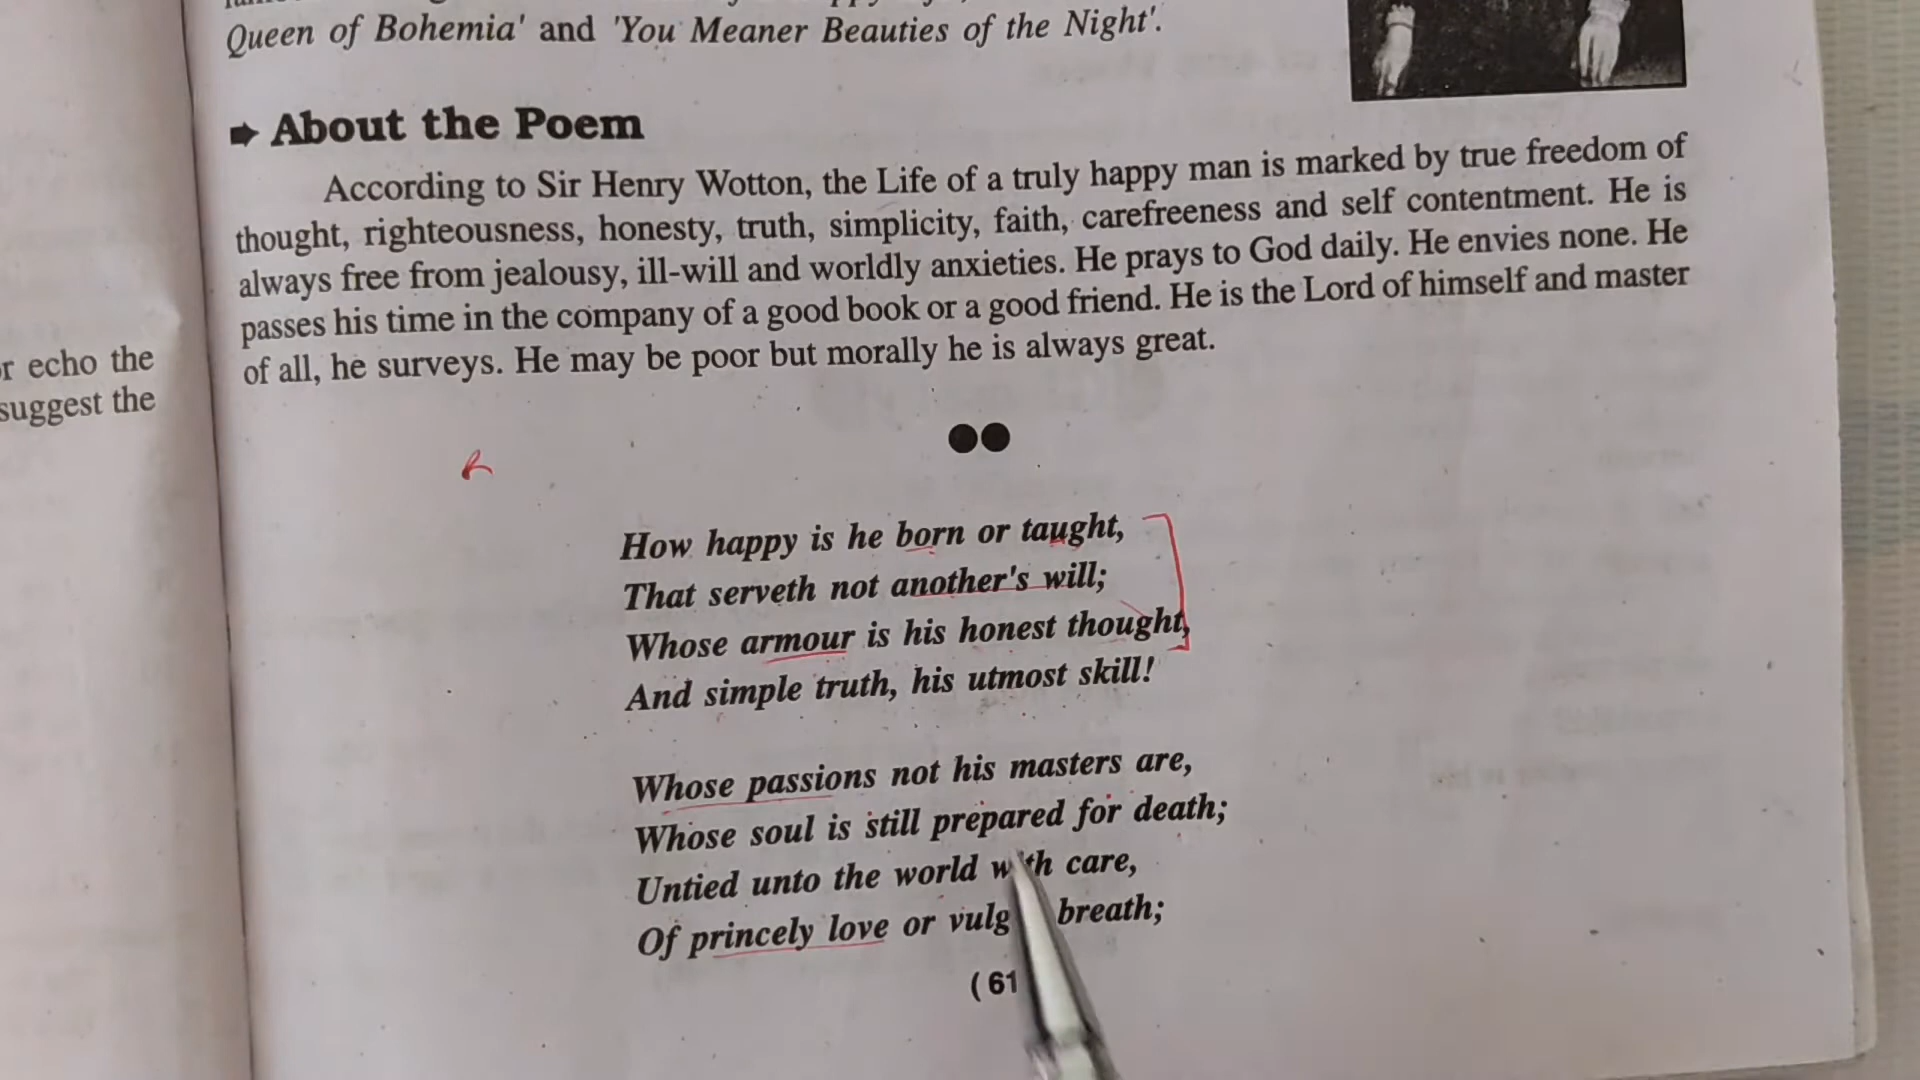 Queen of Bohemia' and 'You Meaner Beauties of the Night'.
About the Poem
According to Sir Henry Wotton, the Life of a truly happy man is marked by true freedom of
thought, righteousness, honesty, truth, simplicity, faith, carefreeness and self contentment. He is
always free from jealousy, ill-will and worldly anxieties. He prays to God daily. He envies none. He
passes his time in the company of a good book or a good friend. He is the Lord of himself and master
of all, he surveys. He may be poor but morally he is always great.
echo the
suggest the
How happy is he born or taught,
That serveth not another's will;
Whose armour is his honest thought,
And simple truth, his utmost skill!
Whose passions not his masters are,
Whose soul is still prepared for death;
Untied unto the world with care,
Of princely love or breath;
( 61